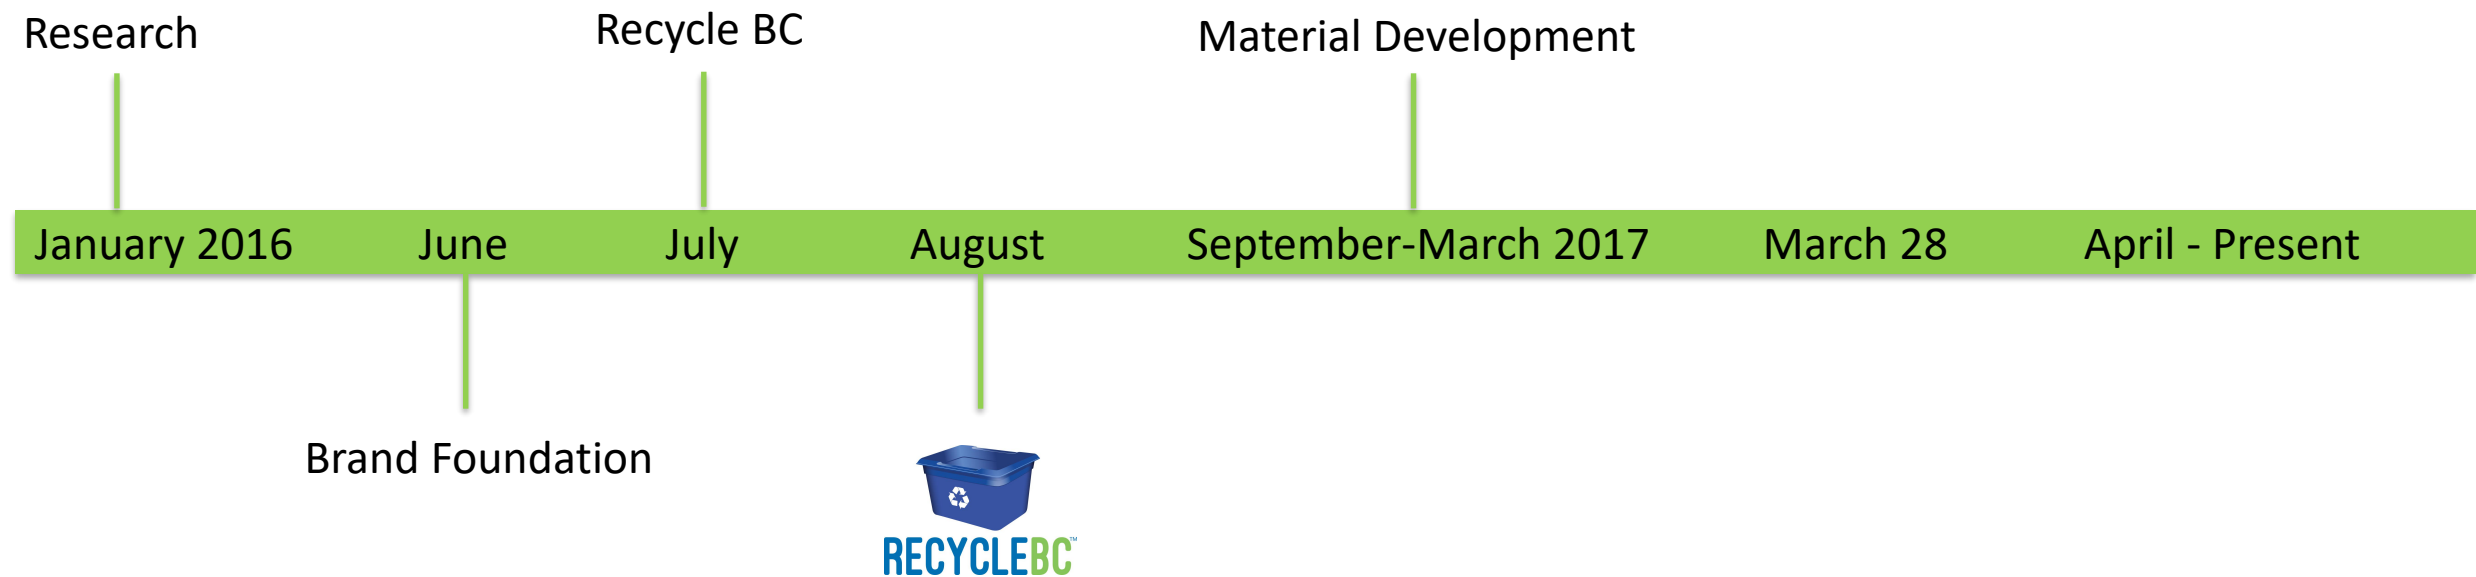 Research
Recycle BC
Material Development
January 2016
June
July
August
September-March 2017
March 28
April - Present
Brand Foundation
RECYCLEBC™